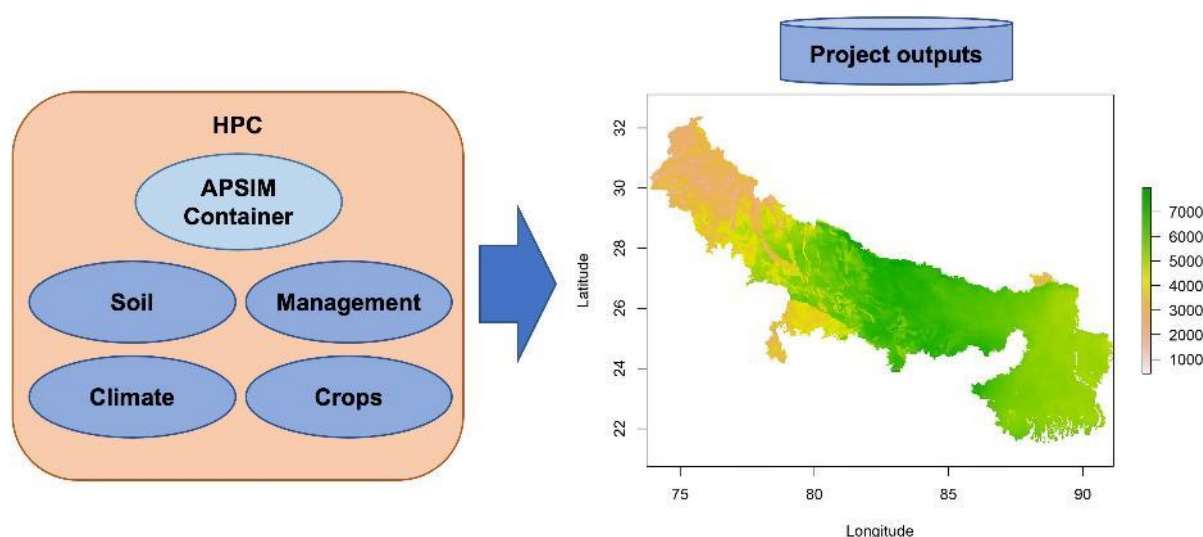 HPC
APSIM
Container
Soil
Management
Climate
Crops
Project outputs
32
30
28
26
24
22
Latitude
75
80
85
90
Longitude
7000
6000
5000
4000
3000
2000
1000